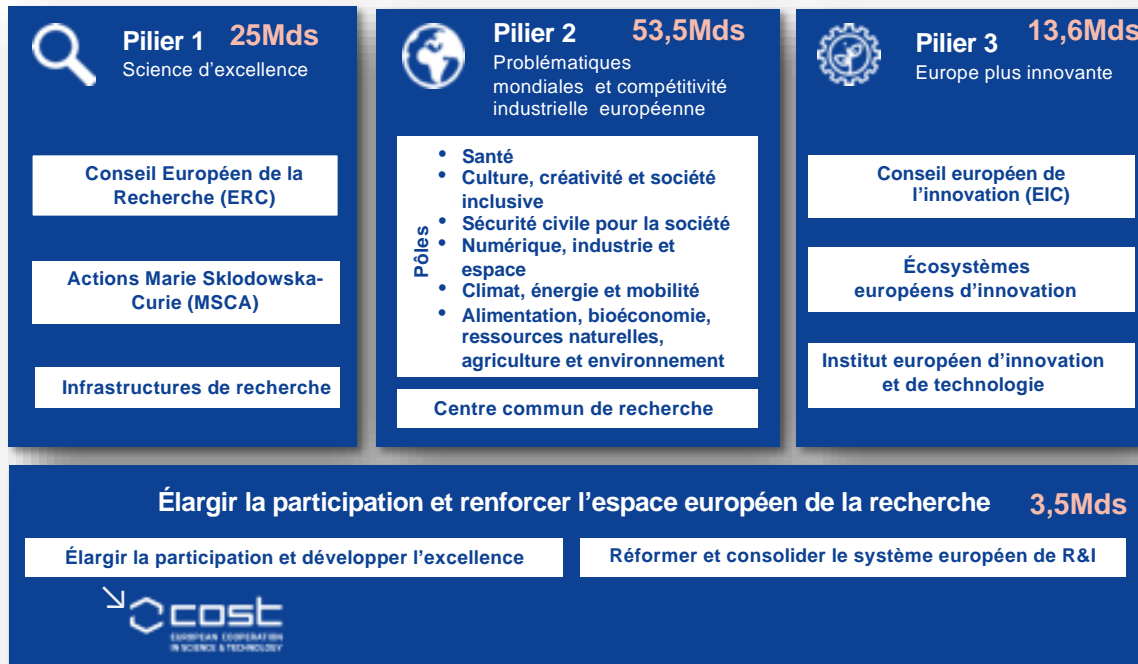 Pilier 1 25Mds
Science d'excellence
Conseil Européen de la
Recherche (ERC)
Actions Marie Sklodowska-
Curie (MSCA)
Infrastructures de recherche
Pilier 2 53,5Mds
Problématiques
mondiales et compétitivité
industrielle européenne
Pôles
• Santé
• Culture, créativité et société
inclusive
• Sécurité civile pour la société
• Numérique, industrie et
espace
• Climat, énergie et mobilité
• Alimentation, bioéconomie,
ressources naturelles,
agriculture et environnement
Centre commun de recherche
Pilier 3 13,6Mds
Europe plus innovante
Conseil européen de
l'innovation (EIC)
Écosystèmes
européens d'innovation
Institut européen d'innovation
et de technologie
Élargir la participation et renforcer l'espace européen de la recherche 3,5Mds
Élargir la participation et développer l'excellence
Réformer et consolider le système européen de R&I
cost
EUROPEAN COOPERATION
IN SCIENCE & TECHNOLOGY